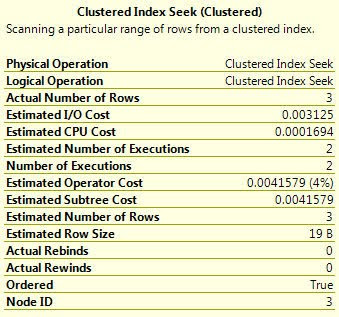 Clustered Index Seek (Clustered)
Scanning a particular range of rows from a clustered index.
Physical Operation Clustered Index Seek
Logical Operation Clustered Index Seek
Actual Number of Rows 3
Estimated I/O Cost 0.003125
Estimated CPU Cost 0.0001694
Estimated Number of Executions 2
Number of Executions 2
Estimated Operator Cost 0.0041579 (4%)
Estimated Subtree Cost 0.0041579
Estimated Number of Rows 3
Estimated Row Size 19 B
Actual Rebinds 0
Actual Rewinds 0
Ordered True
Node ID 3